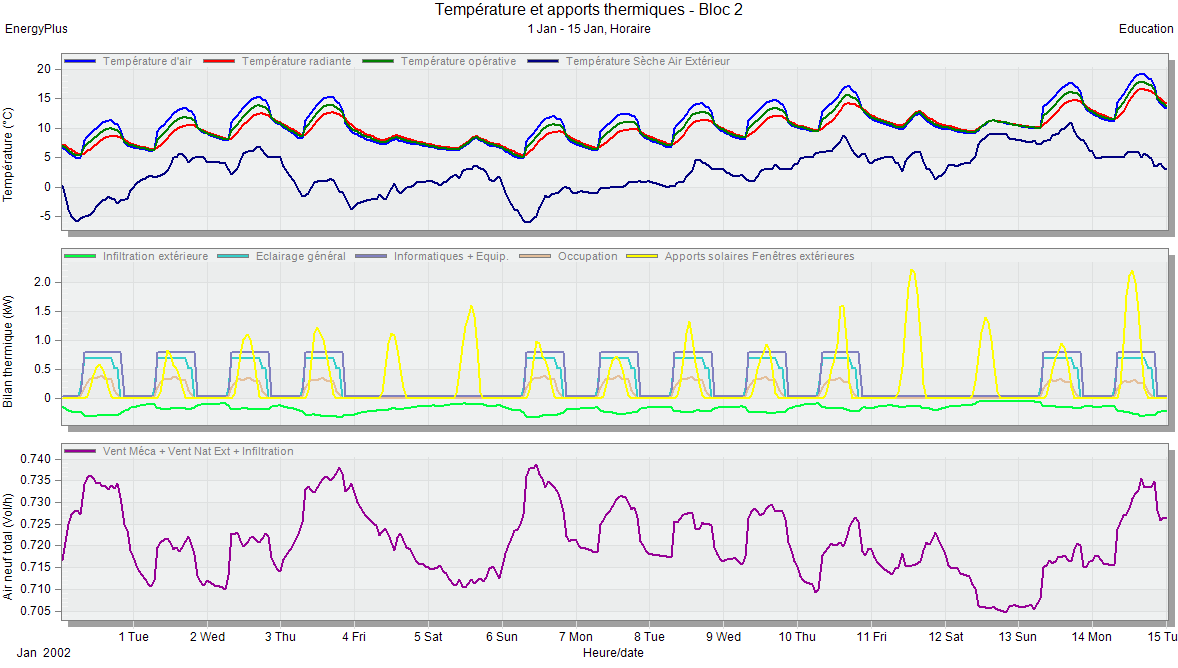 Température et apports thermiques - Bloc 2
EnergyPlus 1 Jan - 15 Jan, Horaire Education
Température d'air Température radiante Température opérative Température Sèche Air Extérieur
Température (°C)
20
15
10
5
0
-5
Infiltration extérieure Eclairage général Informatiques + Equip. Occupation Apports solaires Fenêtres extérieures
Bilan thermique (kW)
2.0
1.5
1.0
0.5
0
Vent Méca + Vent Nat Ext + Infiltration
Air neuf total (Vol/h)
0.740
0.735
0.730
0.725
0.720
0.715
0.710
0.705
1 Tue 2 Wed 3 Thu 4 Fri 5 Sat 6 Sun 7 Mon 8 Tue 9 Wed 10 Thu 11 Fri 12 Sat 13 Sun 14 Mon 15 Tu
Jan 2002 Heure/date